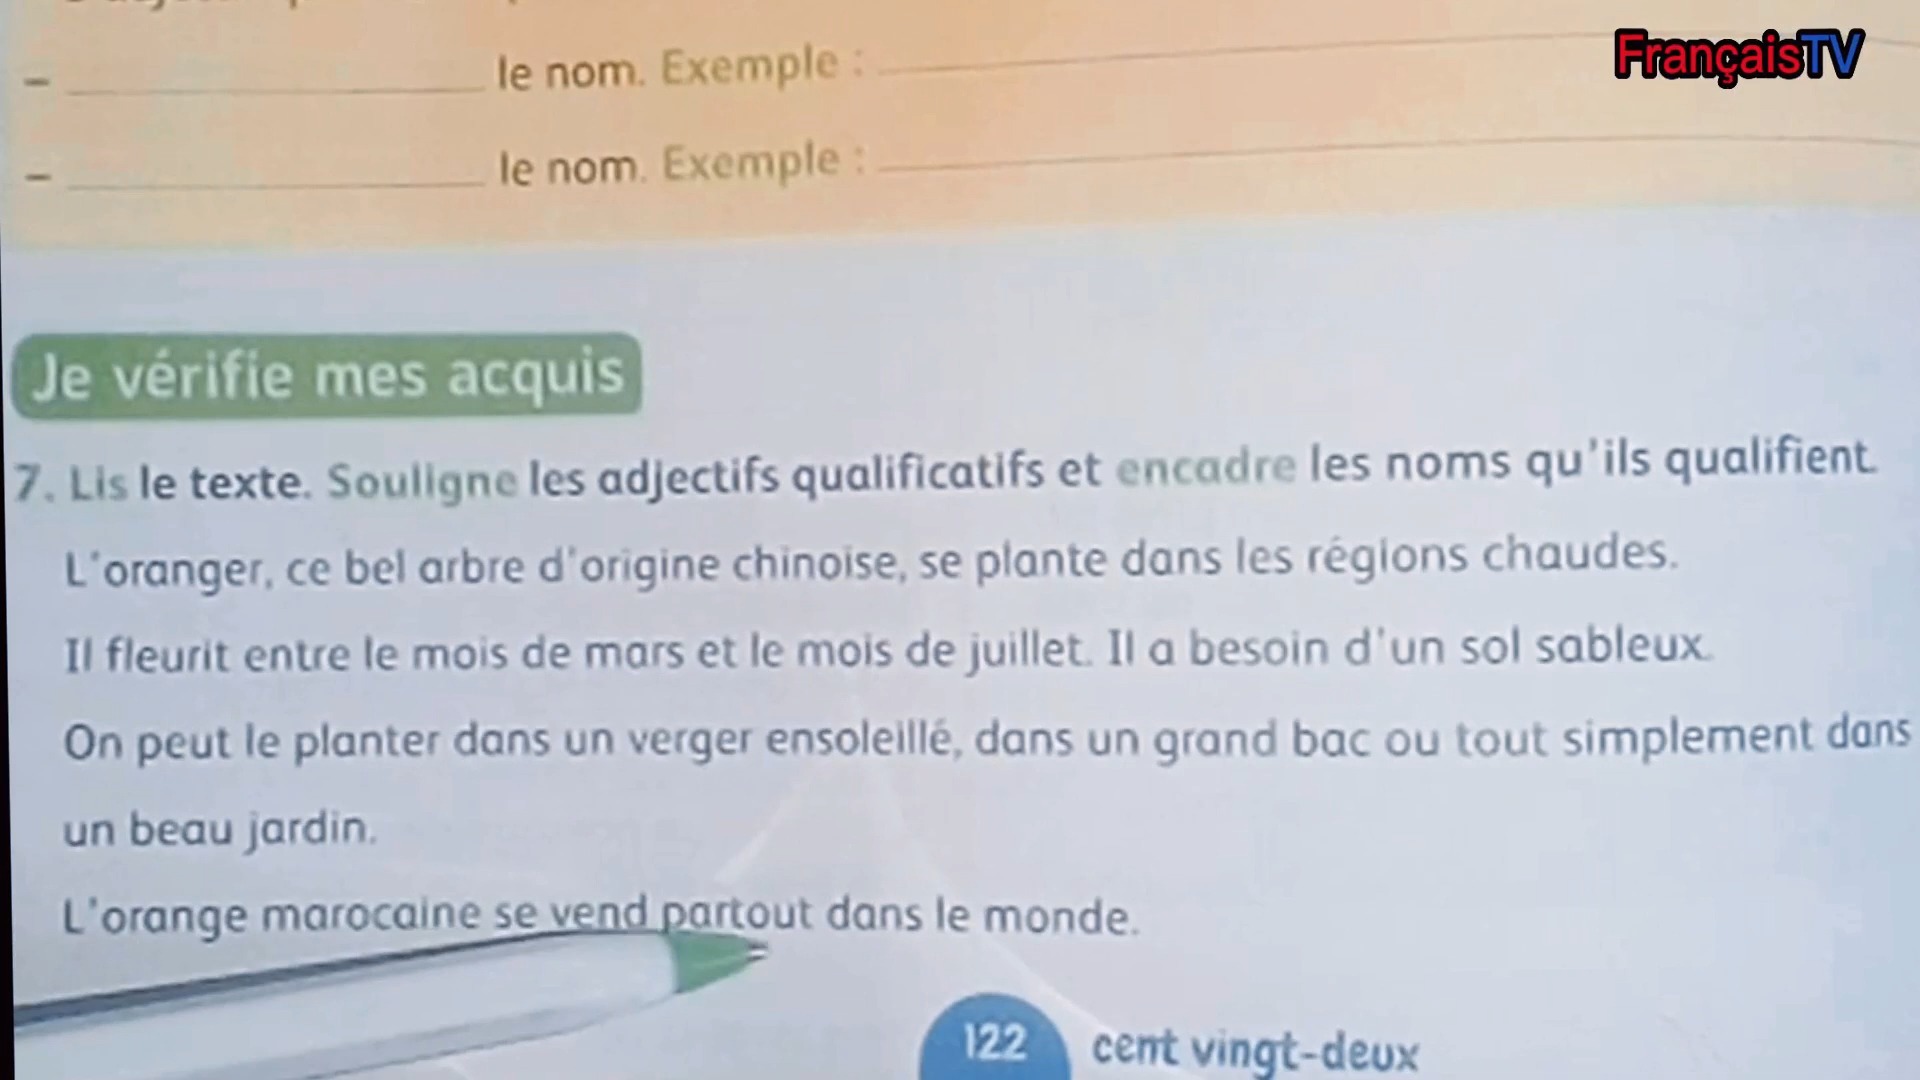 FrançaisTV
– le nom. Exemple :
– le nom. Exemple :
Je vérifie mes acquis
7. Lis le texte. Souligne les adjectifs qualificatifs et encadre les noms qu'ils qualifient.
L'oranger, ce bel arbre d'origine chinoise, se plante dans les régions chaudes.
Il fleurit entre le mois de mars et le mois de juillet. Il a besoin d'un sol sableux.
On peut le planter dans un verger ensoleillé, dans un grand bac ou tout simplement dans
un beau jardin.
L'orange marocaine se vend partout dans le monde.
122 cent vingt-deux